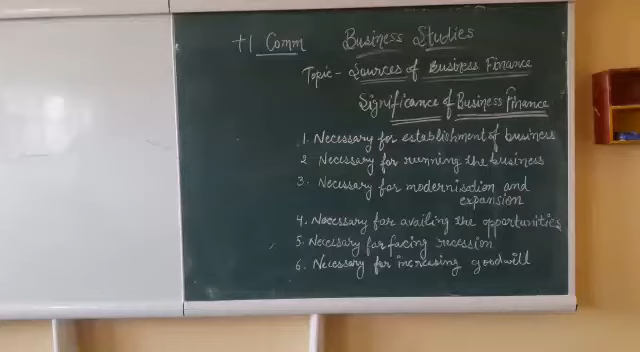 +1 Comm Business Studies
Topic - Sources of Business Finance
Significance of Business Finance
1. Necessary for establishment of business
2 Necessary for running the business
3. Necessary for modernisation and
expansion
4. Necessary for availing the opportunities
5. Necessary for facing recession
6. Necessary for increasing goodwill